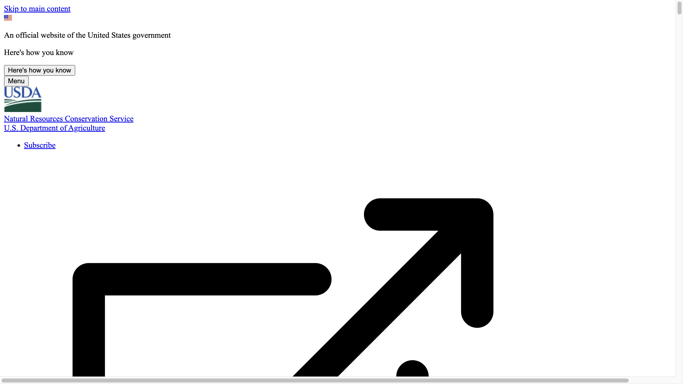 Skip to main content
An official website of the United States government
Here's how you know
Here's how you know
Menu
USDA
Natural Resources Conservation Service
U.S. Department of Agriculture
Subscribe